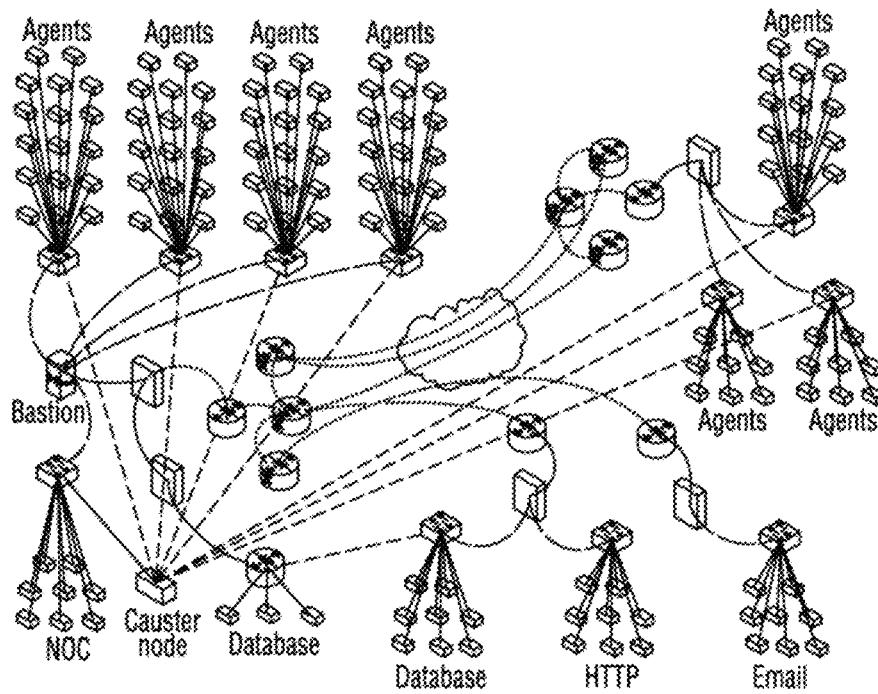 Agents
Agents
Agents
Agents
Agents
Bastion
Agents
Agents
NOC
Causter
node
Database
Database
HTTP
Email